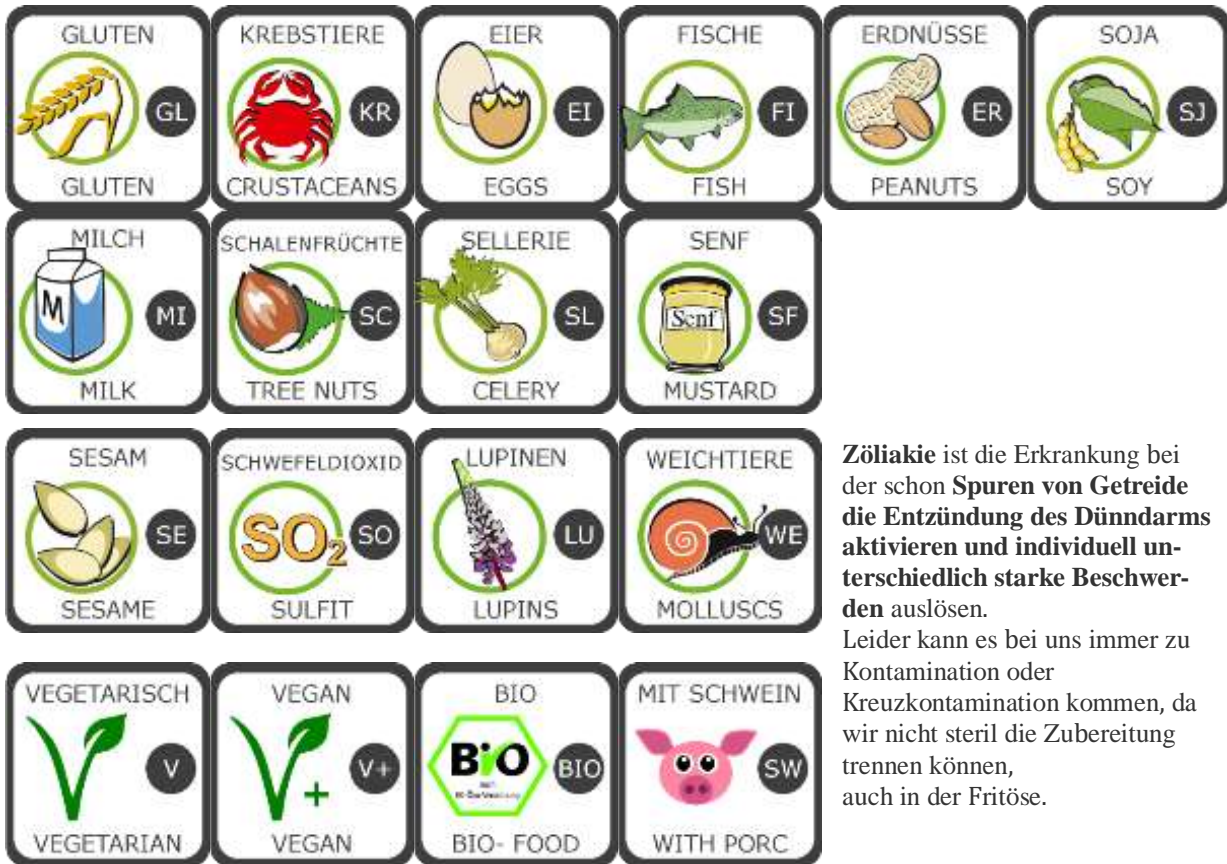 GLUTEN
GL
GLUTEN
KREBSTIERE
KR
CRUSTACEANS
EIER
EI
EGGS
FISCHE
FI
FISH
ERDNÜSSE
ER
PEANUTS
SOJA
SJ
SOY
MILCH
M
MI
MILK
SCHALENFRÜCHTE
SC
TREE NUTS
SELLERIE
SL
CELERY
SENF
Senf
SF
MUSTARD
SESAM
SE
SESAME
SCHWEFELDIOXID
SO₂
SO
SULFIT
LUPINEN
LU
LUPINS
WEICHTIERE
WE
MOLLUSCS
Zöliakie ist die Erkrankung bei
der schon Spuren von Getreide
die Entzündung des Dünndarms
aktivieren und individuell un-
terschiedlich starke Beschwer-
den auslösen.
Leider kann es bei uns immer zu
Kontamination oder
Kreuzkontamination kommen, da
wir nicht steril die Zubereitung
trennen können,
auch in der Fritöse.
VEGETARISCH
V
VEGETARIAN
VEGAN
+
V+
VEGAN
BIO
Bio
BIO
BIO- FOOD
MIT SCHWEIN
SW
WITH PORC